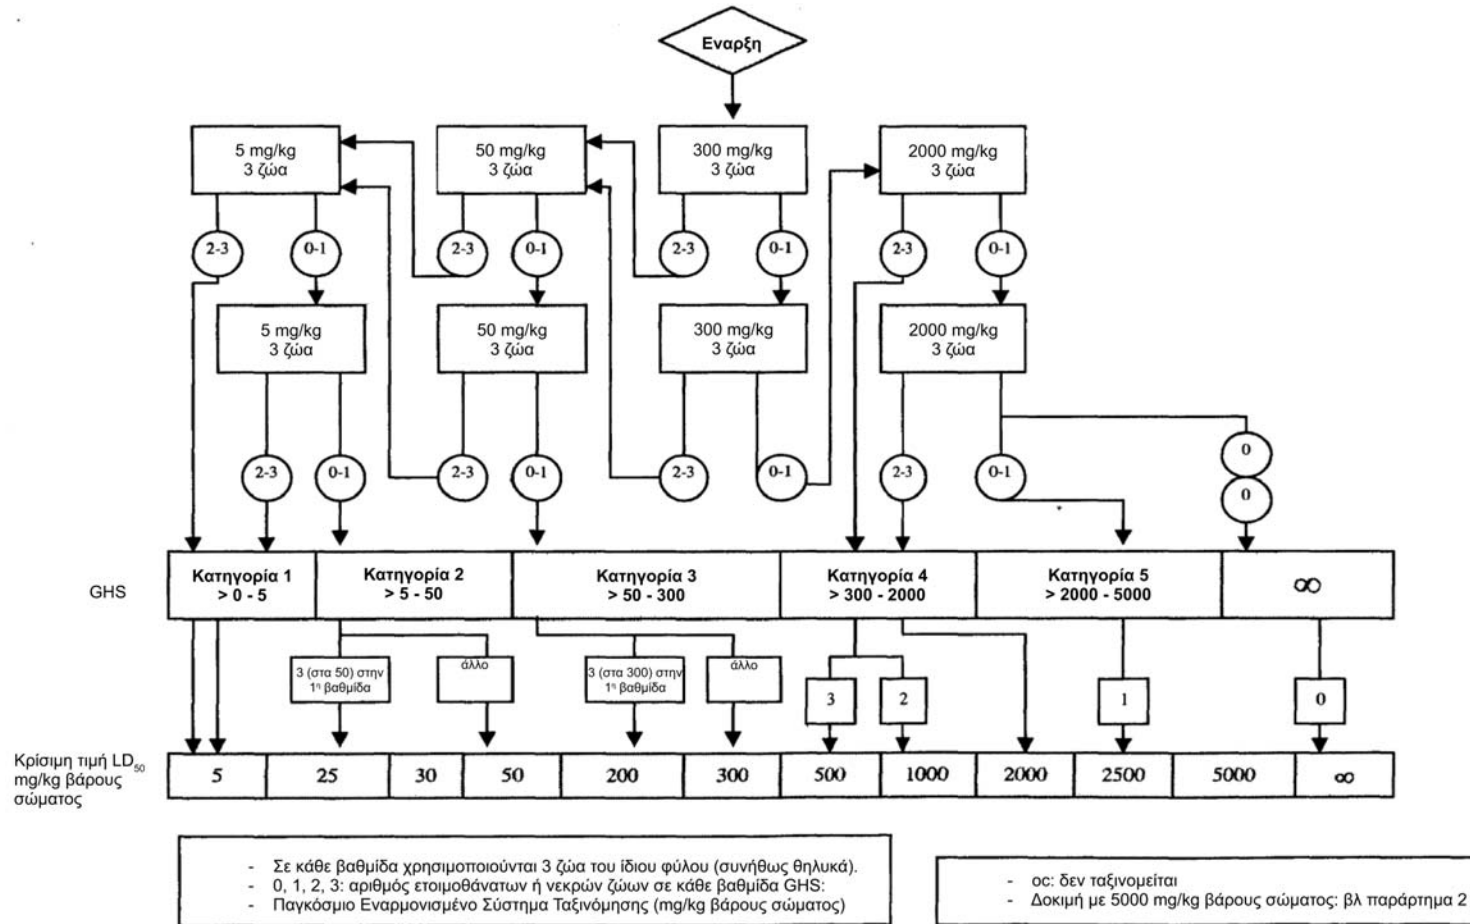 Εναρξη
5 mg/kg
3 ζώα
50 mg/kg
3 ζώα
300 mg/kg
3 ζώα
2000 mg/kg
3 ζώα
2-3
0-1
2-3
0-1
2-3
0-1
2-3
0-1
5 mg/kg
3 ζώα
50 mg/kg
3 ζώα
300 mg/kg
3 ζώα
2000 mg/kg
3 ζώα
2-3
0-1
2-3
0-1
2-3
0-1
2-3
0-1
0
0
GHS
Κατηγορία 1
> 0 - 5
Κατηγορία 2
> 5 - 50
Κατηγορία 3
> 50 - 300
Κατηγορία 4
> 300 - 2000
Κατηγορία 5
> 2000 - 5000
∞
3 (στα 50) στην
1η βαθμίδα
άλλο
3 (στα 300) στην
1η βαθμίδα
άλλο
3
2
1
0
Κρίσιμη τιμή LD50
mg/kg βάρους
σώματος
5
25
30
50
200
300
500
1000
2000
2500
5000
∞
- Σε κάθε βαθμίδα χρησιμοποιούνται 3 ζώα του ίδιου φύλου (συνήθως θηλυκά).
- 0, 1, 2, 3: αριθμός ετοιμοθάνατων ή νεκρών ζώων σε κάθε βαθμίδα GHS:
- Παγκόσμιο Εναρμονισμένο Σύστημα Ταξινόμησης (mg/kg βάρους σώματος)
- oc: δεν ταξινομείται
- Δοκιμή με 5000 mg/kg βάρους σώματος: βλ παράρτημα 2